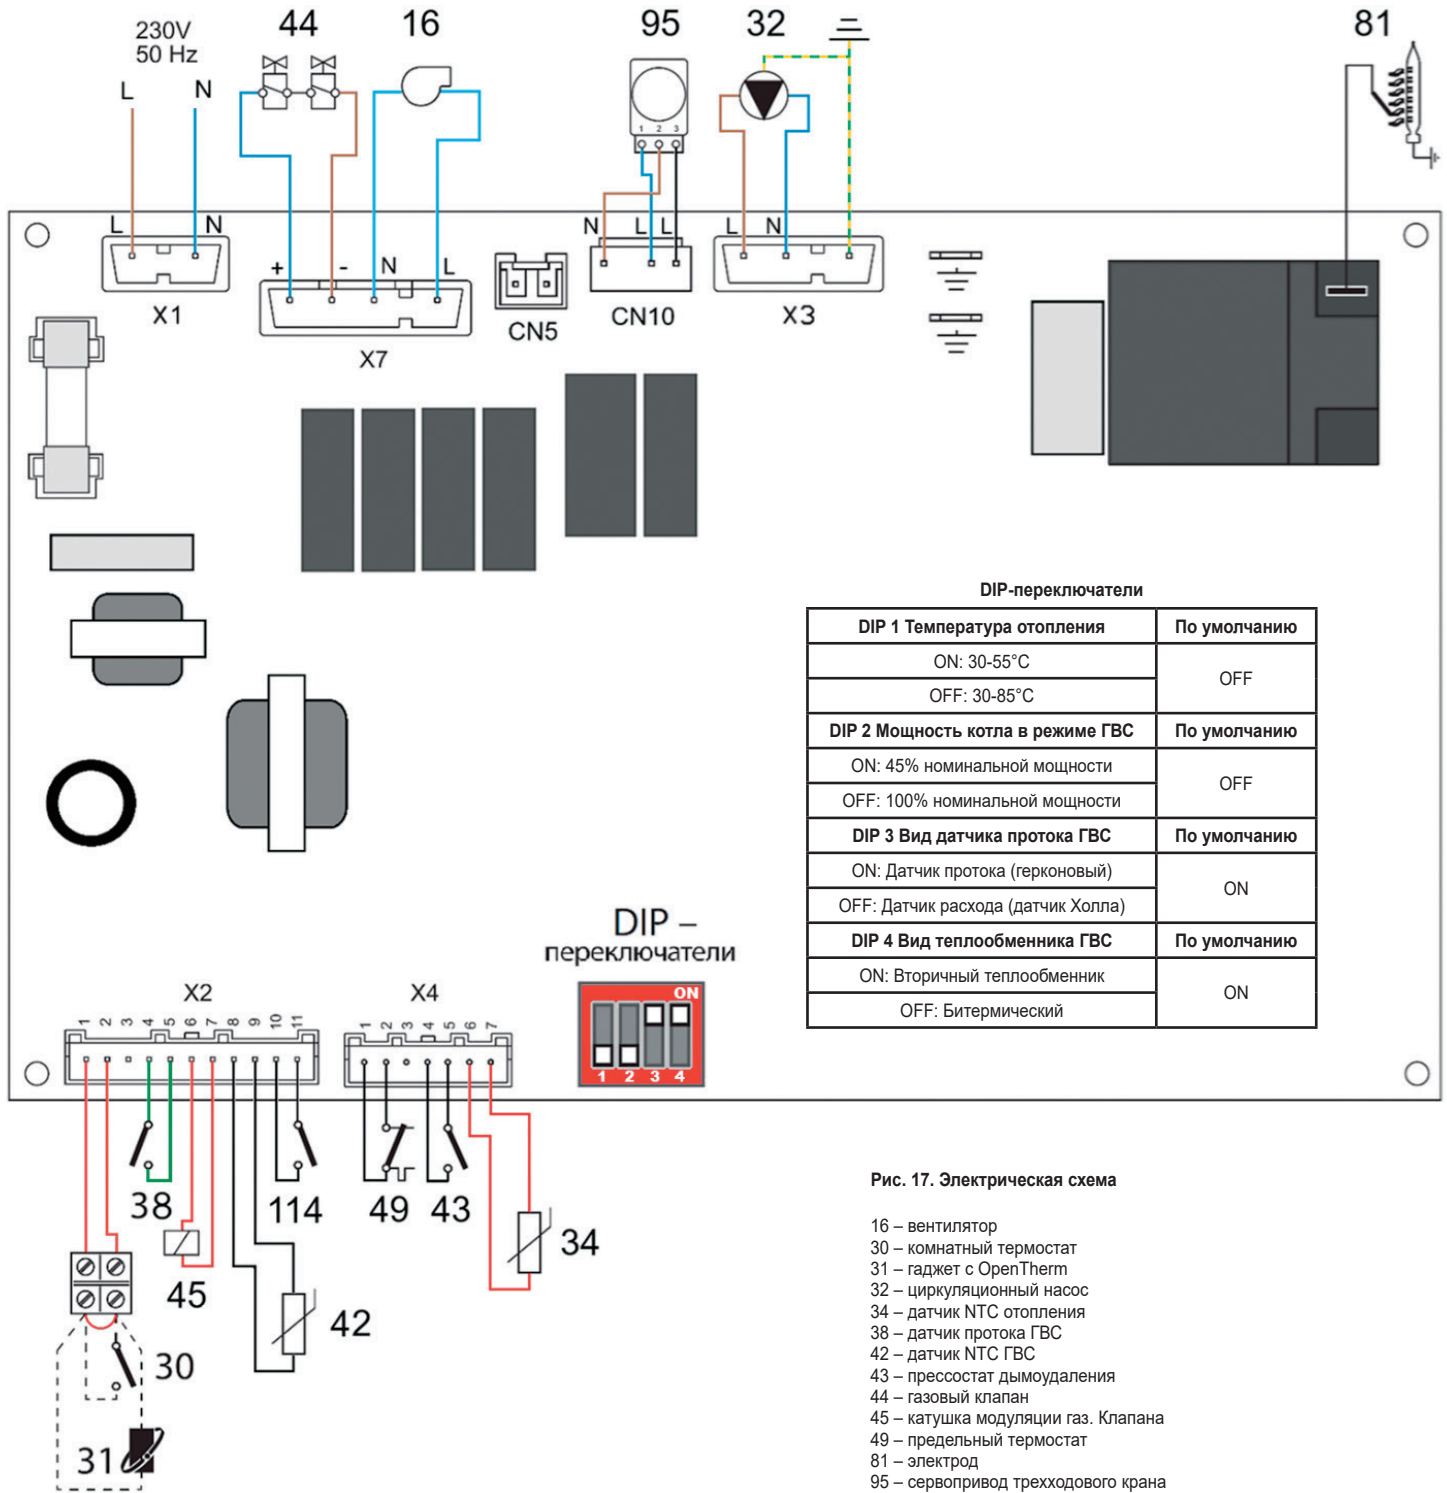 230V
50 Hz
44
16
95
32
81
L
N
1 2 3
L
N
+
-
N
L
N
L
L
L
N
X1
X7
CN5
CN10
X3
DIP-переключатели
DIP 1 Температура отопления
По умолчанию
ON: 30-55°C
OFF
OFF: 30-85°C
DIP 2 Мощность котла в режиме ГВС
По умолчанию
ON: 45% номинальной мощности
OFF
OFF: 100% номинальной мощности
DIP 3 Вид датчика протока ГВС
По умолчанию
ON: Датчик протока (герконовый)
ON
OFF: Датчик расхода (датчик Холла)
DIP 4 Вид теплообменника ГВС
По умолчанию
ON: Вторичный теплообменник
ON
OFF: Битермический
DIP –
переключатели
ON
1 2 3 4
X2
1 2 3 4 5 6 7 8 9 10 11
X4
1 2 3 4 5 6 7
38
114
49
43
34
45
42
30
31
Рис. 17. Электрическая схема
16 – вентилятор
30 – комнатный термостат
31 – гаджет с OpenTherm
32 – циркуляционный насос
34 – датчик NTC отопления
38 – датчик протока ГВС
42 – датчик NTC ГВС
43 – прессостат дымоудаления
44 – газовый клапан
45 – катушка модуляции газ. Клапана
49 – предельный термостат
81 – электрод
95 – сервопривод трехходового крана